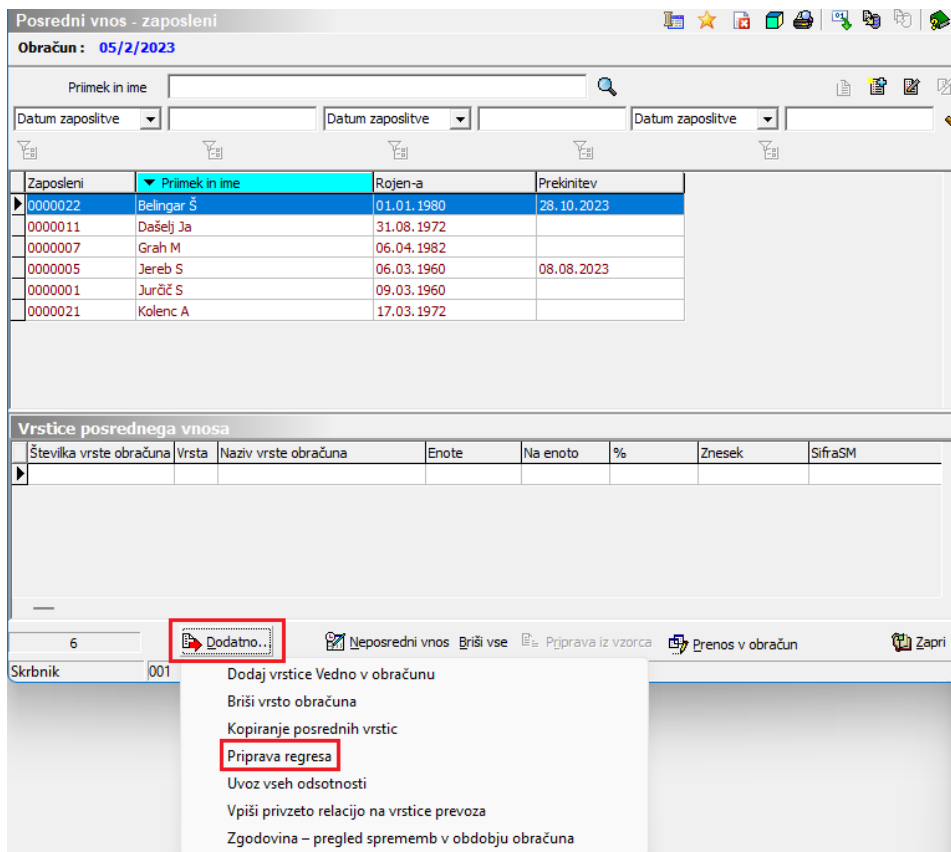 Posredni vnos - zaposleni
Obračun : 05/2/2023
Priimek in ime
Datum zaposlitve Datum zaposlitve Datum zaposlitve
Zaposleni Priimek in ime Rojen-a Prekinitev
0000022 Belingar Š 01.01.1980 28.10.2023
0000011 Dašelj Ja 31.08.1972
0000007 Grah M 06.04.1982
0000005 Jereb S 06.03.1960 08.08.2023
0000001 Jurčič S 09.03.1960
0000021 Kolenc A 17.03.1972
Vrstice posrednega vnosa
Številka vrste obračuna Vrsta Naziv vrste obračuna Enote Na enoto % Znesek SifraSM
6 Dodatno.. Neposredni vnos Briši vse Priprava iz vzorca Prenos v obračun Zapri
Skrbnik 001
Dodaj vrstice Vedno v obračunu
Briši vrsto obračuna
Kopiranje posrednih vrstic
Priprava regresa
Uvoz vseh odsotnosti
Vpiši privzeto relacijo na vrstice prevoza
Zgodovina – pregled sprememb v obdobju obračuna